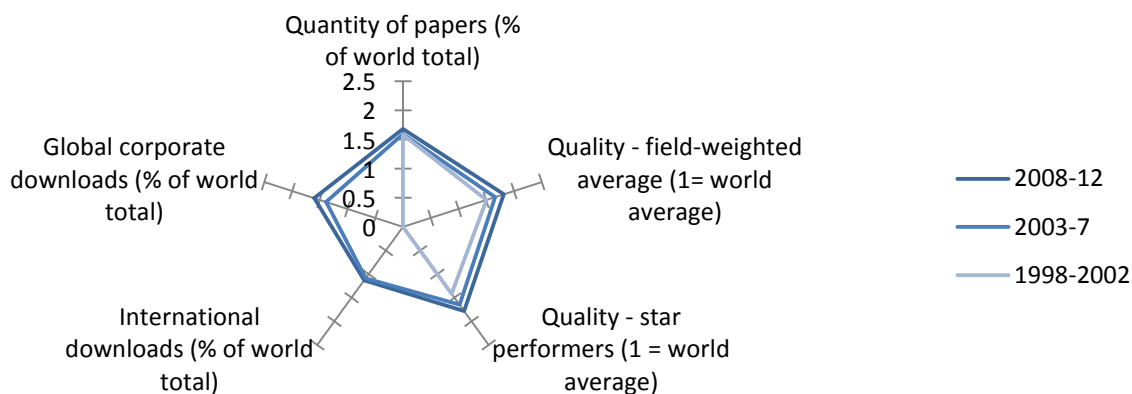 Quantity of papers (%
of world total)
2.5
2
1.5
1
0.5
0
Quality - field-weighted
average (1= world
average)
Quality - star
performers (1 = world
average)
International
downloads (% of world
total)
Global corporate
downloads (% of world
total)
2008-12
2003-7
1998-2002